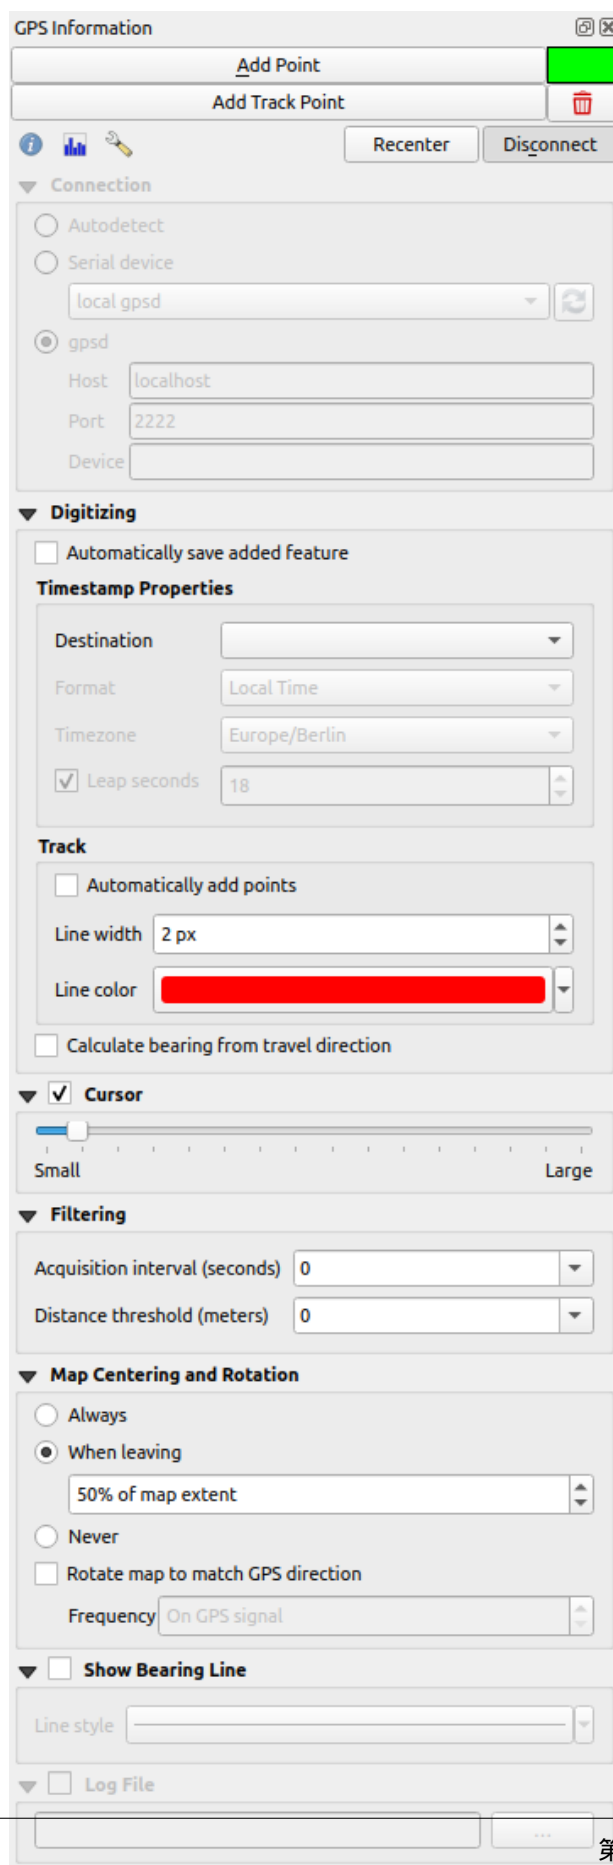 GPS Information
Add Point
Add Track Point
Recenter Disconnect
Connection
Autodetect
Serial device
local gpsd
gpsd
Host localhost
Port 2222
Device
Digitizing
Automatically save added feature
Timestamp Properties
Destination
Format Local Time
Timezone Europe/Berlin
Leap seconds 18
Track
Automatically add points
Line width 2 px
Line color
Calculate bearing from travel direction
Cursor
Small Large
Filtering
Acquisition interval (seconds) 0
Distance threshold (meters) 0
Map Centering and Rotation
Always
When leaving
50% of map extent
Never
Rotate map to match GPS direction
Frequency On GPS signal
Show Bearing Line
Line style
Log File
...
第